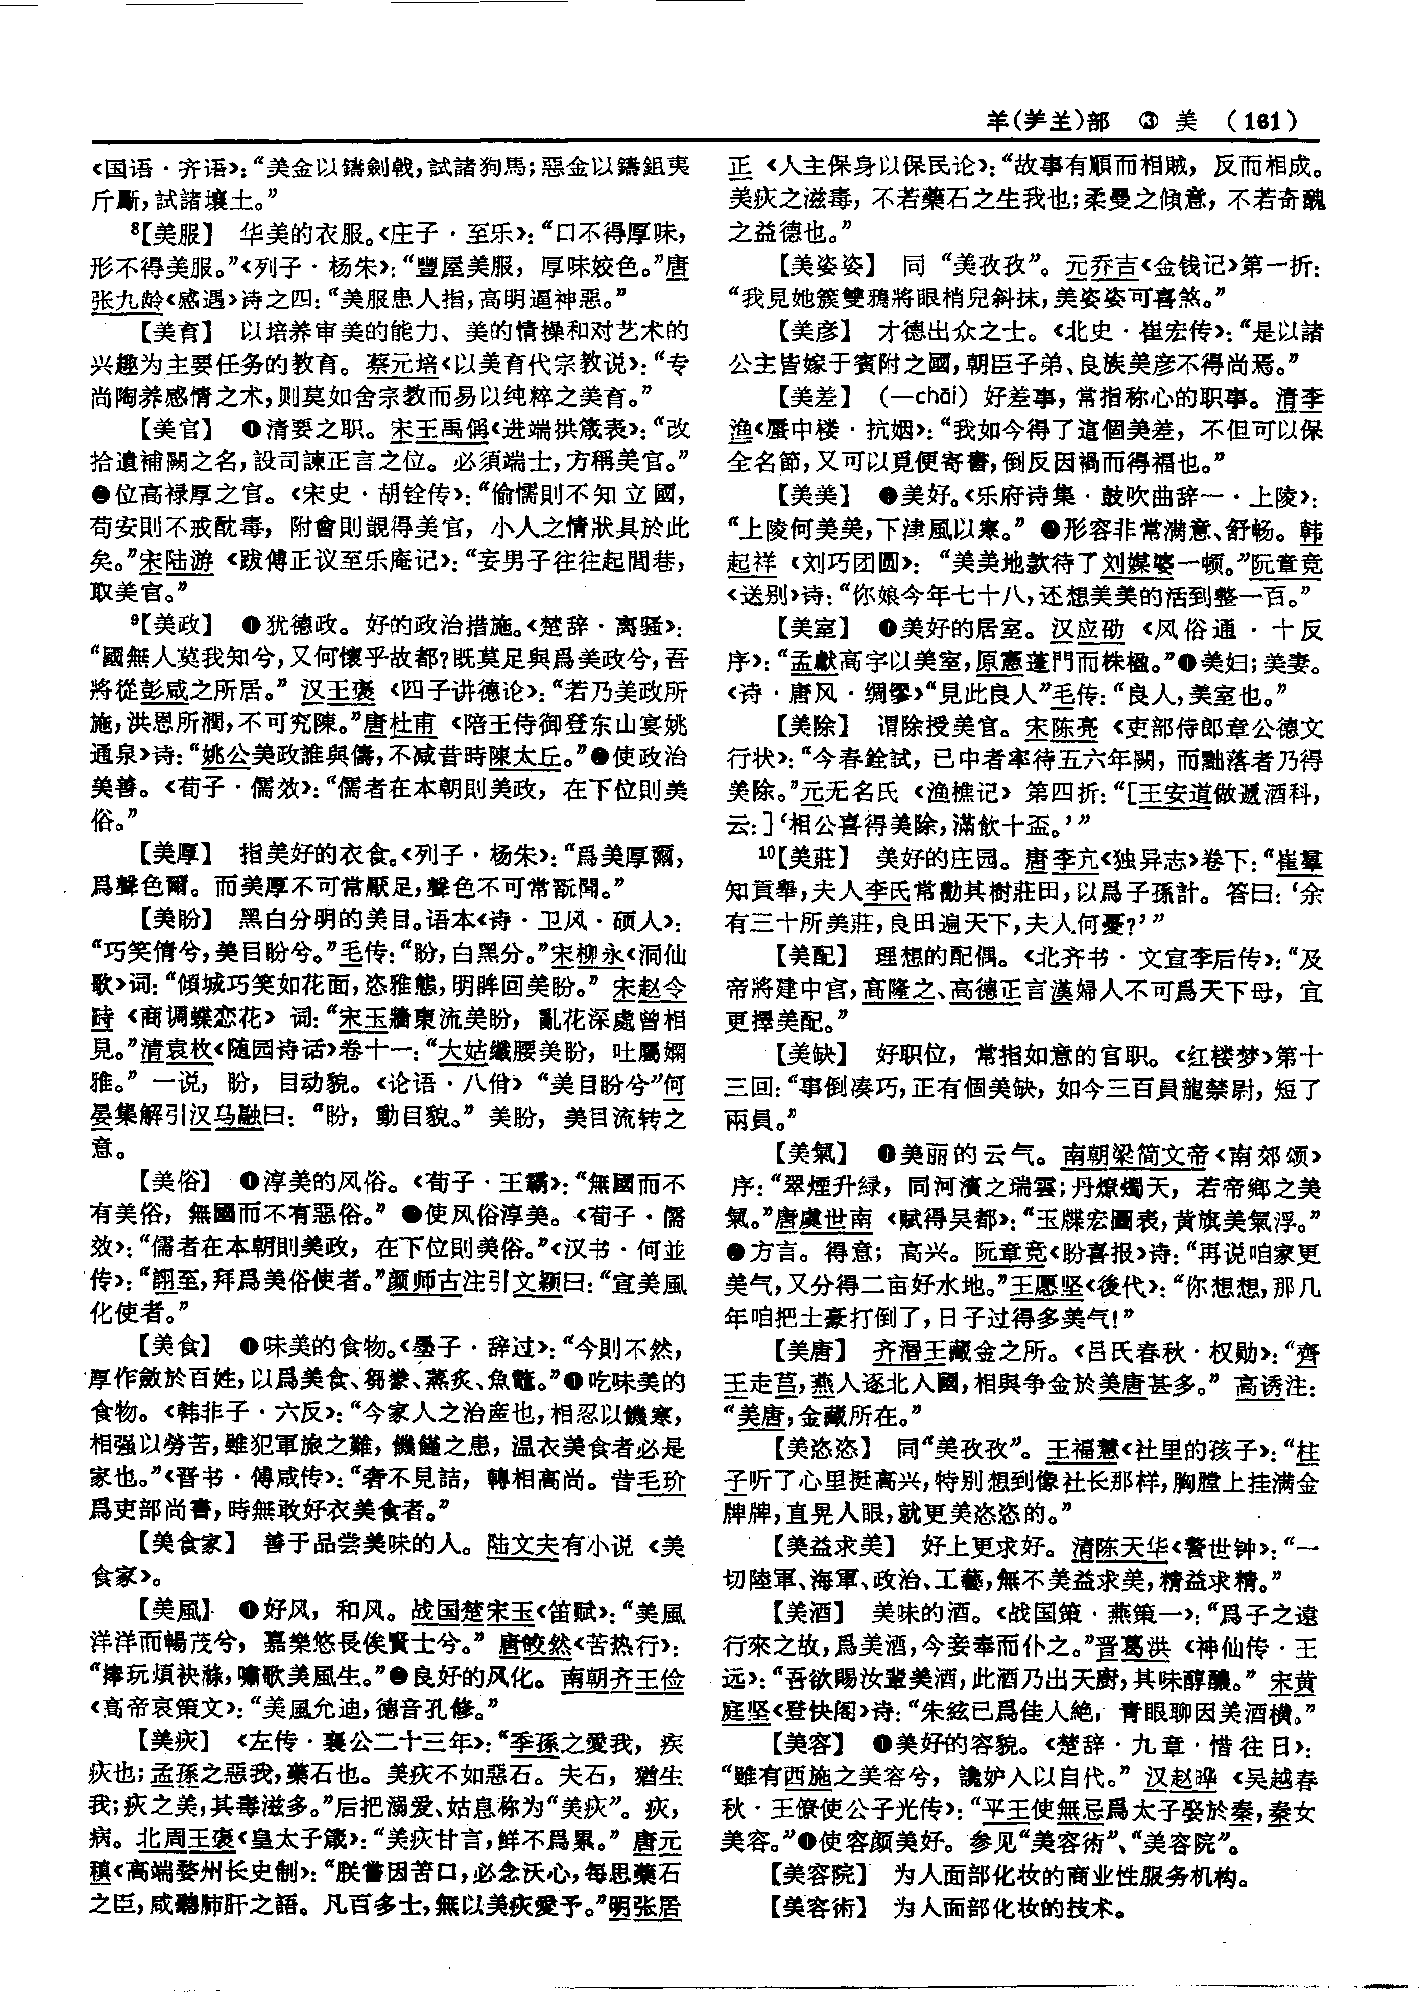 羊(⺶⺷)部 ③ 美 (161)
《国语·齐语》：“美金以鑄劍戟，試諸狗馬；惡金以鑄鉏夷
斤斸，試諸壤土。”
⁸【美服】 华美的衣服。《庄子·至乐》：“口不得厚味，
形不得美服。”《列子·杨朱》：“豐屋美服，厚味姣色。”唐
张九龄《感遇》诗之四：“美服患人指，高明逼神惡。”
【美育】 以培养审美的能力、美的情操和对艺术的
兴趣为主要任务的教育。蔡元培《以美育代宗教说》：“专
尚陶养感情之术，则莫如舍宗教而易以纯粹之美育。”
【美官】 ❶清要之职。宋王禹偁《进端拱箴表》：“改
拾遺補闕之名，設司諫正言之位。必須端士，方稱美官。”
❷位高禄厚之官。《宋史·胡铨传》：“偷懦則不知立國，
苟安則不戒酖毒，附會則覬得美官，小人之情狀具於此
矣。”宋陆游《跋傅正议至乐庵记》：“妄男子往往起閭巷，
取美官。”
⁹【美政】 ❶犹德政。好的政治措施。《楚辞·离骚》：
“國無人莫我知兮，又何懷乎故都？既莫足與爲美政兮，吾
將從彭咸之所居。”汉王褒《四子讲德论》：“若乃美政所
施，洪恩所潤，不可究陳。”唐杜甫《陪王侍御登东山宴姚
通泉》诗：“姚公美政誰與儔，不减昔時陳太丘。”❷使政治
美善。《荀子·儒效》：“儒者在本朝則美政，在下位則美
俗。”
【美厚】 指美好的衣食。《列子·杨朱》：“爲美厚爾，
爲聲色爾。而美厚不可常厭足，聲色不可常翫聞。”
【美盼】 黑白分明的美目。语本《诗·卫风·硕人》：
“巧笑倩兮，美目盼兮。”毛传：“盼，白黑分。”宋柳永《洞仙
歌》词：“傾城巧笑如花面，恣雅態，明眸回美盼。”宋赵令
畤《商调蝶恋花》词：“宋玉牆東流美盼，亂花深處曾相
見。”清袁枚《随园诗话》卷十一：“大姑纖腰美盼，吐屬嫻
雅。”一说，盼，目动貌。《论语·八佾》“美目盼兮”何
晏集解引汉马融曰：“盼，動目貌。”美盼，美目流转之
意。
【美俗】 ❶淳美的风俗。《荀子·王霸》：“無國而不
有美俗，無國而不有惡俗。”❷使风俗淳美。《荀子·儒
效》：“儒者在本朝則美政，在下位則美俗。”《汉书·何並
传》：“詡至，拜爲美俗使者。”颜师古注引文颖曰：“宣美風
化使者。”
【美食】 ❶味美的食物。《墨子·辞过》：“今則不然，
厚作斂於百姓，以爲美食、芻豢、蒸炙、魚鼈。”❷吃味美的
食物。《韩非子·六反》：“今家人之治産也，相忍以饑寒，
相强以勞苦，雖犯軍旅之難，饑饉之患，温衣美食者必是
家也。”《晋书·傅咸传》：“奢不見詰，轉相高尚。昔毛玠
爲吏部尚書，時無敢好衣美食者。”
【美食家】 善于品尝美味的人。陆文夫有小说《美
食家》。
【美風】 ❶好风，和风。战国楚宋玉《笛赋》：“美風
洋洋而暢茂兮，嘉樂悠長俟賢士兮。”唐皎然《苦热行》：
“捧玩煩袂滌，嘯歌美風生。”❷良好的风化。南朝齐王俭
《高帝哀策文》：“美風允迪，德音孔修。”
【美疢】 《左传·襄公二十三年》：“季孫之愛我，疾
疢也；孟孫之惡我，藥石也。美疢不如惡石。夫石，猶生
我；疢之美，其毒滋多。”后把溺爱、姑息称为“美疢”。疢，
病。北周王褒《皇太子箴》：“美疢甘言，鮮不爲累。”唐元
稹《高端婺州长史制》：“朕嘗因苦口，必念沃心，每思藥石
之臣，咸聽肺肝之語。凡百多士，無以美疢愛予。”明张居
正《人主保身以保民论》：“故事有順而相賊，反而相成。
美疢之滋毒，不若藥石之生我也；柔曼之傾意，不若奇醜
之益德也。”
【美姿姿】 同“美孜孜”。元乔吉《金钱记》第一折：
“我見她簇雙鴉將眼梢兒斜抹，美姿姿可喜煞。”
【美彦】 才德出众之士。《北史·崔宏传》：“是以諸
公主皆嫁于賓附之國，朝臣子弟、良族美彦不得尚焉。”
【美差】 （—chāi）好差事，常指称心的职事。清李
渔《蜃中楼·抗姻》：“我如今得了這個美差，不但可以保
全名節，又可以覓便寄書，倒反因禍而得福也。”
【美美】 ❶美好。《乐府诗集·鼓吹曲辞一·上陵》：
“上陵何美美，下津風以寒。”❷形容非常满意、舒畅。韩
起祥《刘巧团圆》：“美美地款待了刘媒婆一顿。”阮章竞
《送别》诗：“你娘今年七十八，还想美美的活到整一百。”
【美室】 ❶美好的居室。汉应劭《风俗通·十反
序》：“孟獻高宇以美室，原憲蓬門而株楹。”❷美妇；美妻。
《诗·唐风·绸缪》“見此良人”毛传：“良人，美室也。”
【美除】 谓除授美官。宋陈亮《吏部侍郎章公德文
行状》：“今春銓試，已中者率待五六年闕，而黜落者乃得
美除。”元无名氏《渔樵记》第四折：“[王安道做遞酒科，
云：]‘相公喜得美除，滿飲十盃。’”
¹⁰【美莊】 美好的庄园。唐李亢《独异志》卷下：“崔羣
知貢舉，夫人李氏常勸其樹莊田，以爲子孫計。答曰：‘余
有三十所美莊，良田遍天下，夫人何憂？’”
【美配】 理想的配偶。《北齐书·文宣李后传》：“及
帝將建中宫，髙隆之、高德正言漢婦人不可爲天下母，宜
更擇美配。”
【美缺】 好职位，常指如意的官职。《红楼梦》第十
三回：“事倒凑巧，正有個美缺，如今三百員龍禁尉，短了
兩員。”
【美氣】 ❶美丽的云气。南朝梁简文帝《南郊颂》
序：“翠煙升緑，同河濱之瑞雲；丹燎燭天，若帝鄉之美
氣。”唐虞世南《赋得吴都》：“玉牒宏圖表，黄旗美氣浮。”
❷方言。得意；高兴。阮章竞《盼喜报》诗：“再说咱家更
美气，又分得二亩好水地。”王愿坚《後代》：“你想想，那几
年咱把土豪打倒了，日子过得多美气！”
【美唐】 齐湣王藏金之所。《吕氏春秋·权勋》：“齊
王走莒，燕人逐北入國，相與争金於美唐甚多。”高诱注：
“美唐，金藏所在。”
【美恣恣】 同“美孜孜”。王福慧《社里的孩子》：“柱
子听了心里挺高兴，特别想到像社长那样，胸膛上挂满金
牌牌，直晃人眼，就更美恣恣的。”
【美益求美】 好上更求好。清陈天华《警世钟》：“一
切陸軍、海軍、政治、工藝，無不美益求美，精益求精。”
【美酒】 美味的酒。《战国策·燕策一》：“爲子之遠
行來之故，爲美酒，今妾奉而仆之。”晋葛洪《神仙传·王
远》：“吾欲賜汝輩美酒，此酒乃出天厨，其味醇醲。”宋黄
庭坚《登快阁》诗：“朱絃已爲佳人絶，青眼聊因美酒横。”
【美容】 ❶美好的容貌。《楚辞·九章·惜往日》：
“雖有西施之美容兮，讒妒入以自代。”汉赵晔《吴越春
秋·王僚使公子光传》：“平王使無忌爲太子娶於秦，秦女
美容。”❷使容颜美好。参见“美容術”、“美容院”。
【美容院】 为人面部化妆的商业性服务机构。
【美容術】 为人面部化妆的技术。